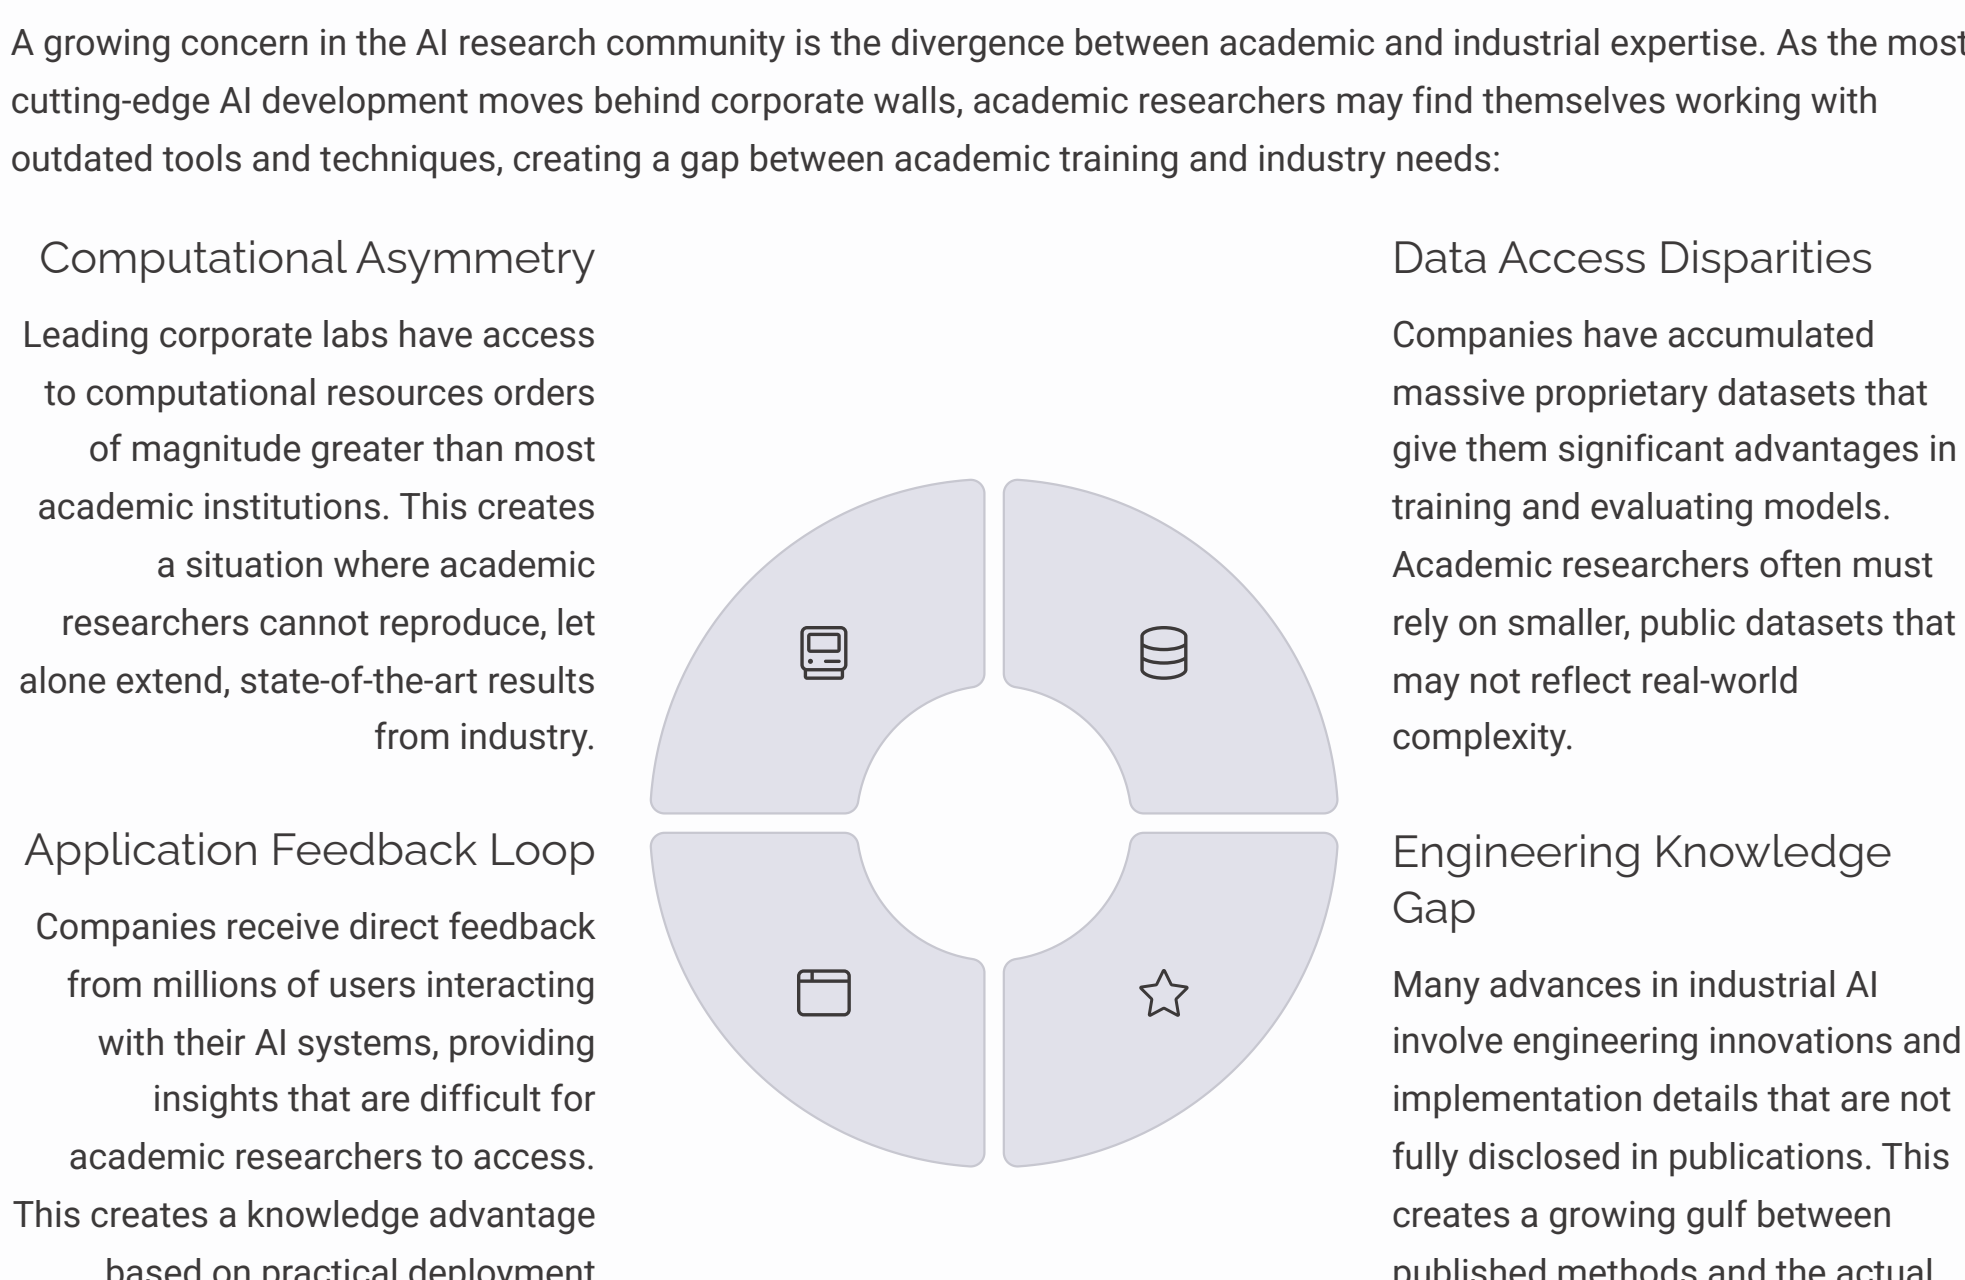 A growing concern in the AI research community is the divergence between academic and industrial expertise. As the most
cutting-edge AI development moves behind corporate walls, academic researchers may find themselves working with
outdated tools and techniques, creating a gap between academic training and industry needs:
Computational Asymmetry
Leading corporate labs have access
to computational resources orders
of magnitude greater than most
academic institutions. This creates
a situation where academic
researchers cannot reproduce, let
alone extend, state-of-the-art results
from industry.
Data Access Disparities
Companies have accumulated
massive proprietary datasets that
give them significant advantages in
training and evaluating models.
Academic researchers often must
rely on smaller, public datasets that
may not reflect real-world
complexity.
Application Feedback Loop
Companies receive direct feedback
from millions of users interacting
with their AI systems, providing
insights that are difficult for
academic researchers to access.
This creates a knowledge advantage
based on practical deployment
Engineering Knowledge
Gap
Many advances in industrial AI
involve engineering innovations and
implementation details that are not
fully disclosed in publications. This
creates a growing gulf between
published methods and the actual